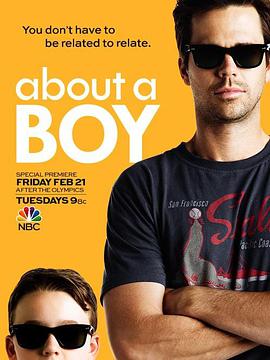 You don't have to
be related to relate.
about a
BOY
SPECIAL PREMIERE
FRIDAY FEB 21
AFTER THE OLYMPICS
TUESDAYS 9/8c
NBC
San Francisco
Pacific Coast